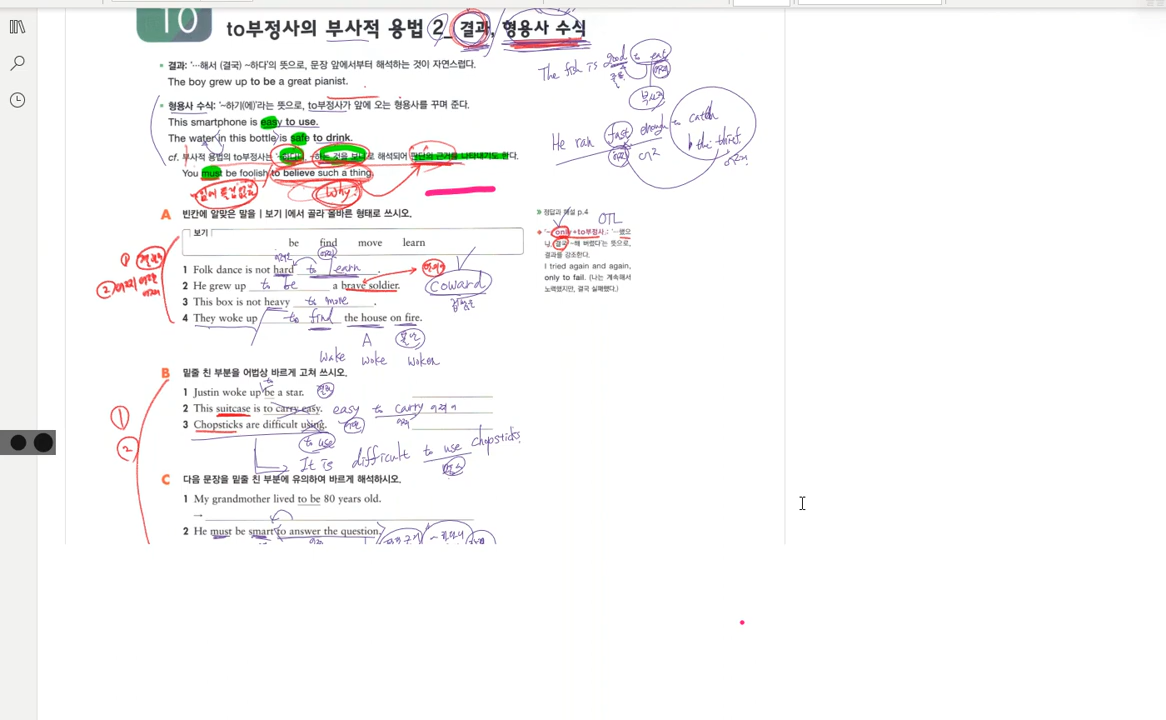 10 to부정사의 부사적 용법 2_결과, 형용사 수식
결과: '…해서 (결국) ~하다'의 뜻으로, 문장 앞에서부터 해석하는 것이 자연스럽다.
The boy grew up to be a great pianist.
형용사 수식: '~하기(에)'라는 뜻으로, to부정사가 앞에 오는 형용사를 꾸며 준다.
This smartphone is easy to use.
The water in this bottle is safe to drink.
cf. 부사적 용법의 to부정사는 로 해석되어 판단의 근거를 나타내기도 한다.
You must be foolish to believe such a thing.
Why?
The fish is good to eat
He ran fast enough to catch
the thief.
A 빈칸에 알맞은 말을 | 보기 |에서 골라 올바른 형태로 쓰시오.
보기
be find move learn
1 Folk dance is not hard to learn.
2 He grew up to be a brave soldier.
Coward
3 This box is not heavy to move.
4 They woke up to find the house on fire.
A
wake woke woken
정답과 해설 p.4
OTL
'only+to부정사: '…했으
나, 결국 ~해 버렸다'는 뜻으로,
결과를 강조한다.
I tried again and again,
only to fail. (나는 계속해서
노력했지만, 결국 실패했다.)
B 밑줄 친 부분을 어법상 바르게 고쳐 쓰시오.
to
1 Justin woke up be a star.
2 This suitcase is to carry easy. easy to carry
3 Chopsticks are difficult using.
to use
It is difficult to use chopsticks.
C 다음 문장을 밑줄 친 부분에 유의하여 바르게 해석하시오.
1 My grandmother lived to be 80 years old.
→
2 He must be smart to answer the question.